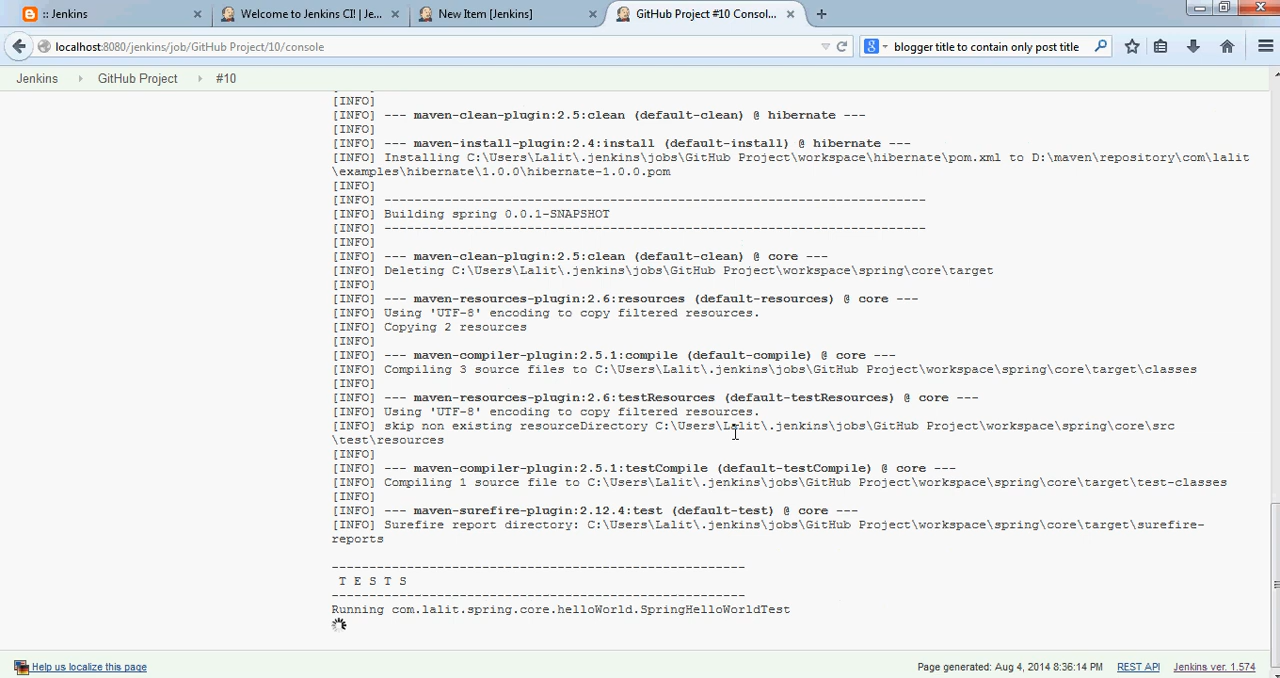 :: Jenkins
Welcome to Jenkins CI! | Je...
New Item [Jenkins]
GitHub Project #10 Consol...
localhost:8080/jenkins/job/GitHub Project/10/console
blogger title to contain only post title
Jenkins GitHub Project #10
[INFO]
[INFO] --- maven-clean-plugin:2.5:clean (default-clean) @ hibernate ---
[INFO]
[INFO] --- maven-install-plugin:2.4:install (default-install) @ hibernate ---
[INFO] Installing C:\Users\Lalit\.jenkins\jobs\GitHub Project\workspace\hibernate\pom.xml to D:\maven\repository\com\lalit
\examples\hibernate\1.0.0\hibernate-1.0.0.pom
[INFO]
[INFO] ------------------------------------------------------------------------
[INFO] Building spring 0.0.1-SNAPSHOT
[INFO] ------------------------------------------------------------------------
[INFO]
[INFO] --- maven-clean-plugin:2.5:clean (default-clean) @ core ---
[INFO] Deleting C:\Users\Lalit\.jenkins\jobs\GitHub Project\workspace\spring\core\target
[INFO]
[INFO] --- maven-resources-plugin:2.6:resources (default-resources) @ core ---
[INFO] Using 'UTF-8' encoding to copy filtered resources.
[INFO] Copying 2 resources
[INFO]
[INFO] --- maven-compiler-plugin:2.5.1:compile (default-compile) @ core ---
[INFO] Compiling 3 source files to C:\Users\Lalit\.jenkins\jobs\GitHub Project\workspace\spring\core\target\classes
[INFO]
[INFO] --- maven-resources-plugin:2.6:testResources (default-testResources) @ core ---
[INFO] Using 'UTF-8' encoding to copy filtered resources.
[INFO] skip non existing resourceDirectory C:\Users\Lalit\.jenkins\jobs\GitHub Project\workspace\spring\core\src
\test\resources
[INFO]
[INFO] --- maven-compiler-plugin:2.5.1:testCompile (default-testCompile) @ core ---
[INFO] Compiling 1 source file to C:\Users\Lalit\.jenkins\jobs\GitHub Project\workspace\spring\core\target\test-classes
[INFO]
[INFO] --- maven-surefire-plugin:2.12.4:test (default-test) @ core ---
[INFO] Surefire report directory: C:\Users\Lalit\.jenkins\jobs\GitHub Project\workspace\spring\core\target\surefire-
reports
-------------------------------------------------------
T E S T S
-------------------------------------------------------
Running com.lalit.spring.core.helloWorld.SpringHelloWorldTest
Help us localize this page
Page generated: Aug 4, 2014 8:36:14 PM REST API Jenkins ver. 1.574